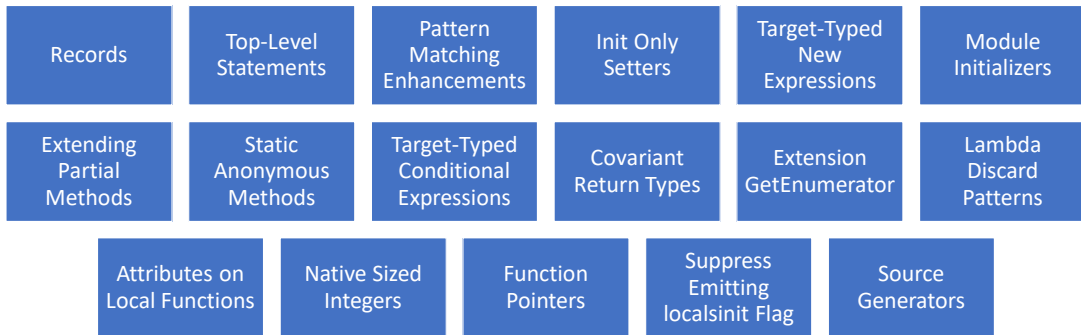 Records
Top-Level
Statements
Pattern
Matching
Enhancements
Init Only
Setters
Target-Typed
New
Expressions
Module
Initializers
Extending
Partial
Methods
Static
Anonymous
Methods
Target-Typed
Conditional
Expressions
Covariant
Return Types
Extension
GetEnumerator
Lambda
Discard
Patterns
Attributes on
Local Functions
Native Sized
Integers
Function
Pointers
Suppress
Emitting
localsinit Flag
Source
Generators